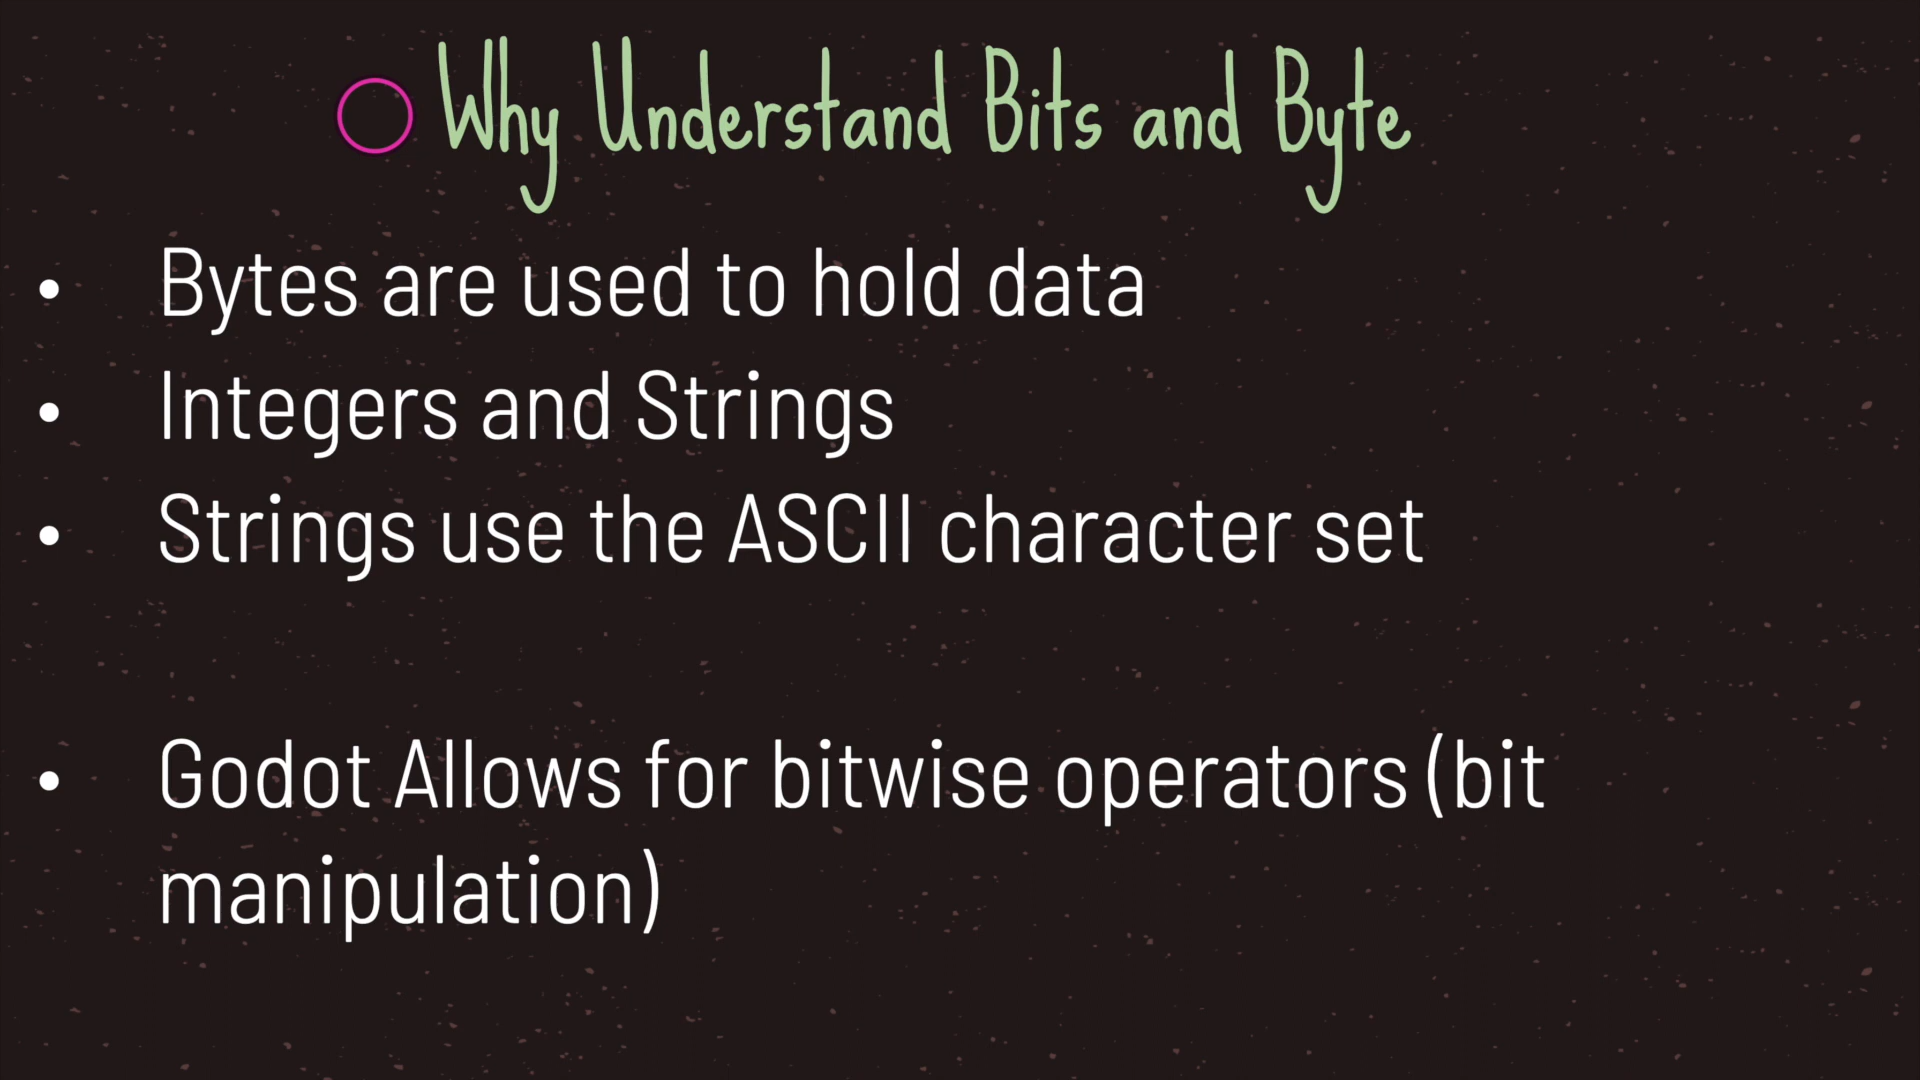 Why Understand Bits and Byte
• Bytes are used to hold data
• Integers and Strings
• Strings use the ASCII character set
• Godot Allows for bitwise operators (bit
manipulation)